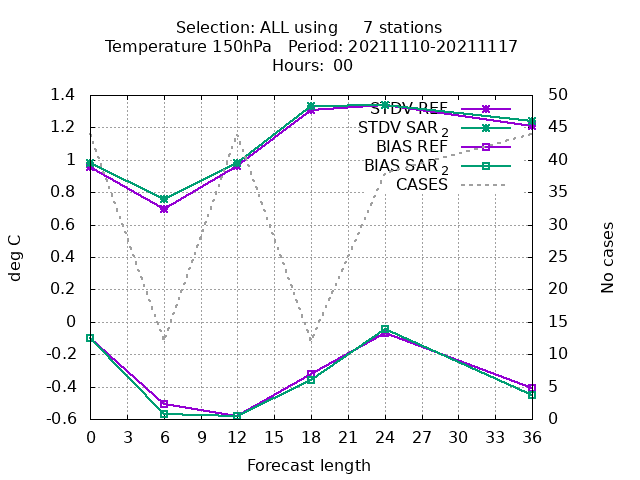 Selection: ALL using 7 stations
Temperature 150hPa Period: 20211110-20211117
Hours: 00
STDV REF
STDV SAR 2
BIAS REF
BIAS SAR 2
CASES
1.4
1.2
1
0.8
0.6
0.4
0.2
0
-0.2
-0.4
-0.6
deg C
50
45
40
35
30
25
20
15
10
5
0
No cases
0 3 6 9 12 15 18 21 24 27 30 33 36
Forecast length